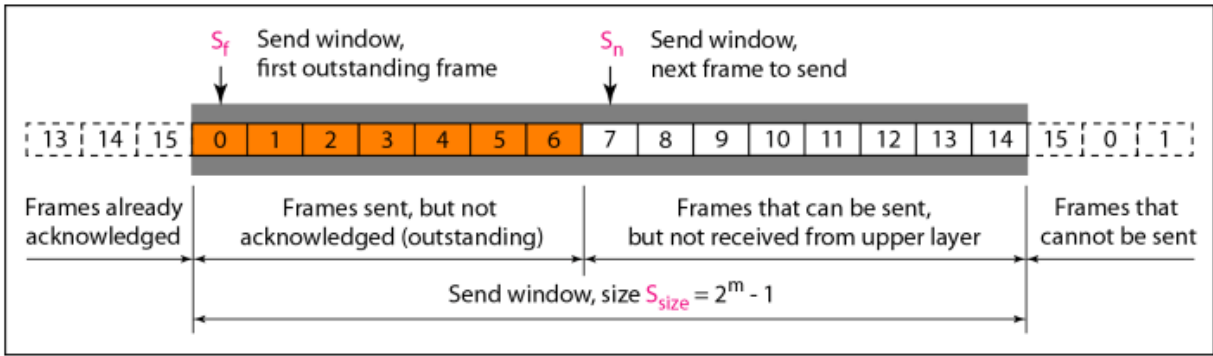 Sf Send window,
first outstanding frame
Sn Send window,
next frame to send
13 14 15 0 1 2 3 4 5 6 7 8 9 10 11 12 13 14 15 0 1
Frames already
acknowledged
Frames sent, but not
acknowledged (outstanding)
Frames that can be sent,
but not received from upper layer
Frames that
cannot be sent
Send window, size Ssize = 2^m - 1